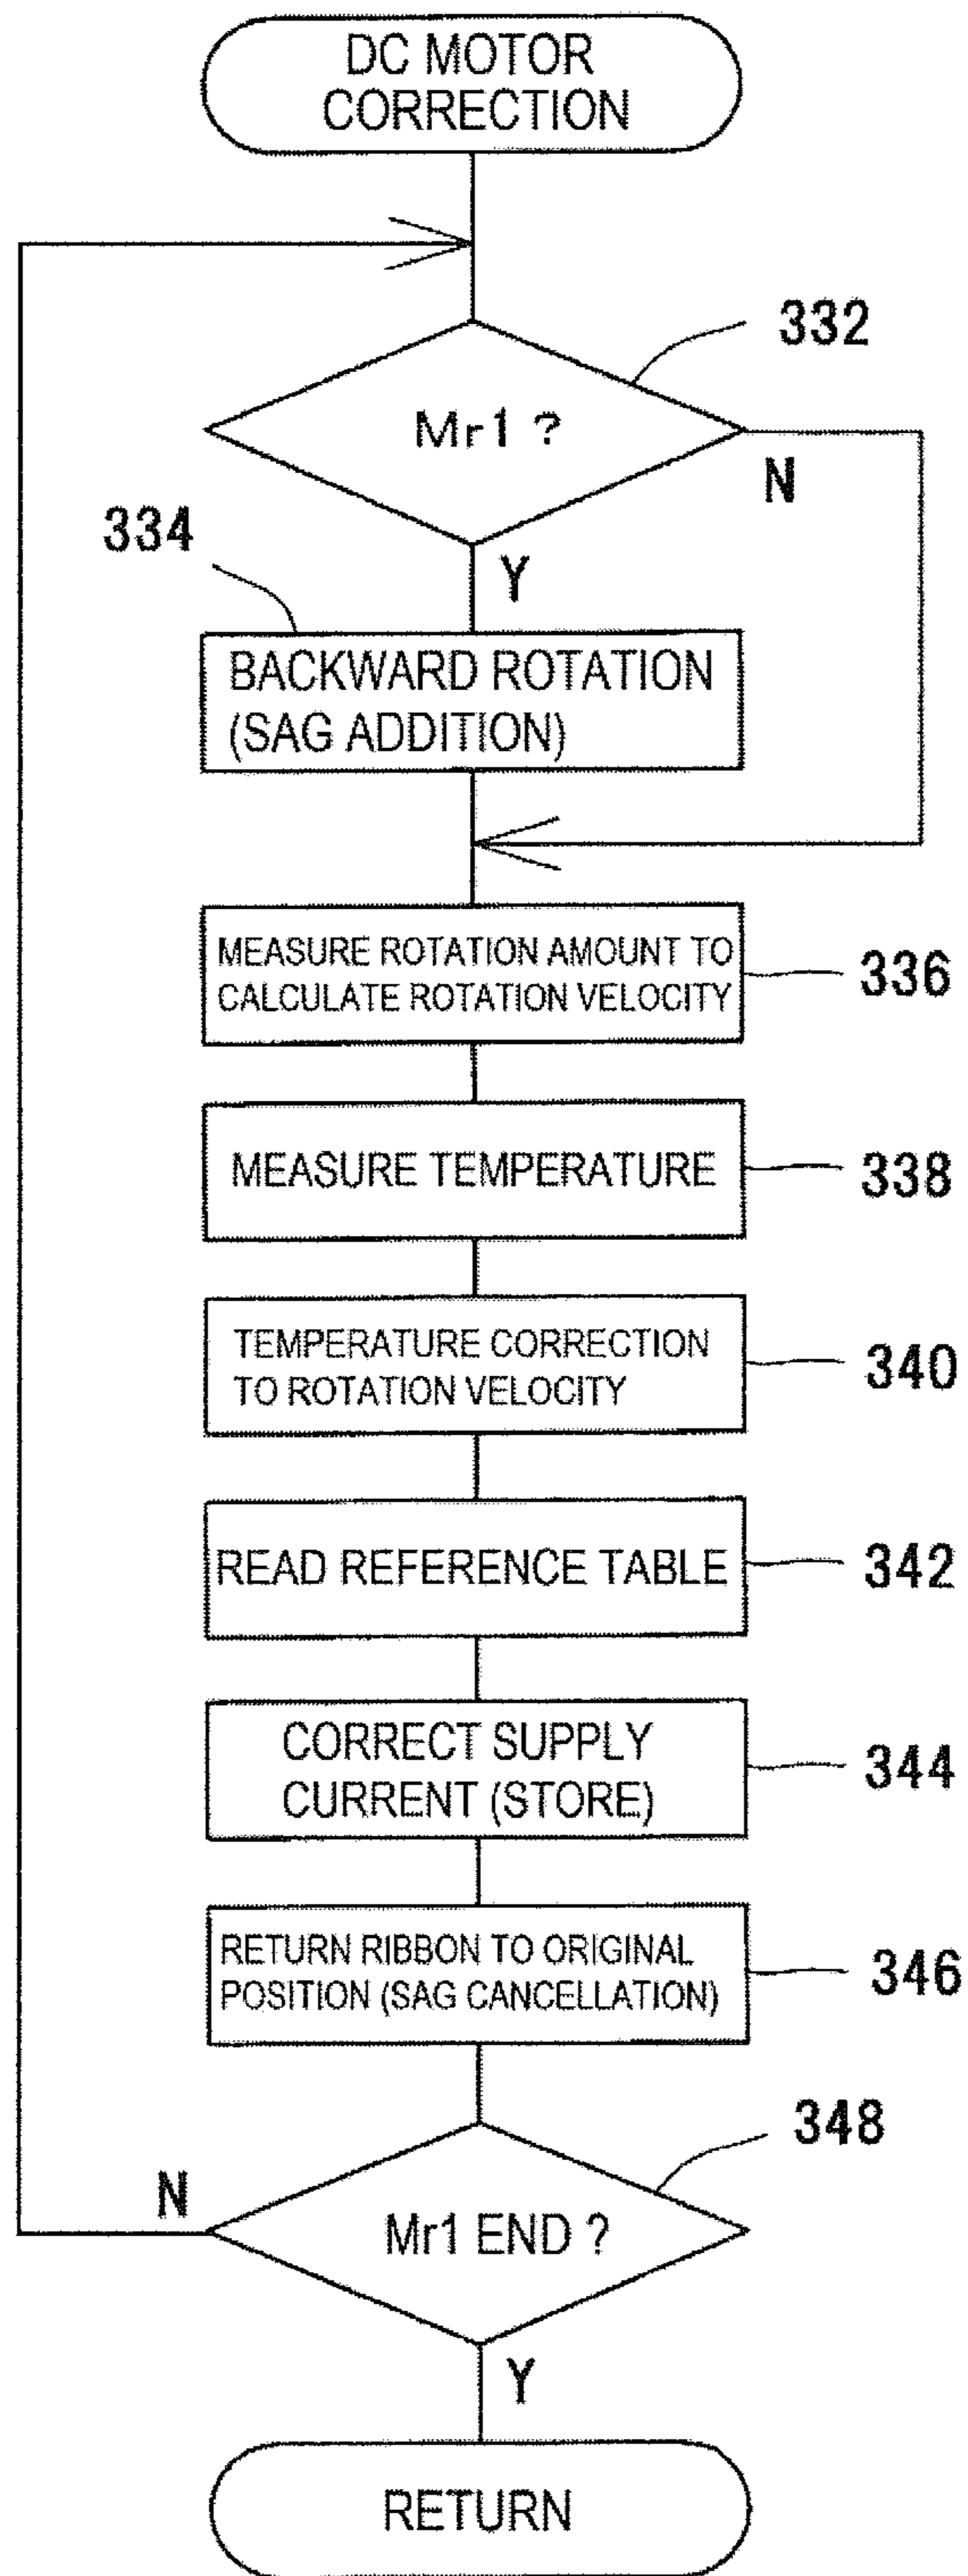 DC MOTOR
CORRECTION
332
Mr1 ?
N
334
Y
BACKWARD ROTATION
(SAG ADDITION)
MEASURE ROTATION AMOUNT TO
CALCULATE ROTATION VELOCITY
336
MEASURE TEMPERATURE
338
TEMPERATURE CORRECTION
TO ROTATION VELOCITY
340
READ REFERENCE TABLE
342
CORRECT SUPPLY
CURRENT (STORE)
344
RETURN RIBBON TO ORIGINAL
POSITION (SAG CANCELLATION)
346
348
N
Mr1 END ?
Y
RETURN